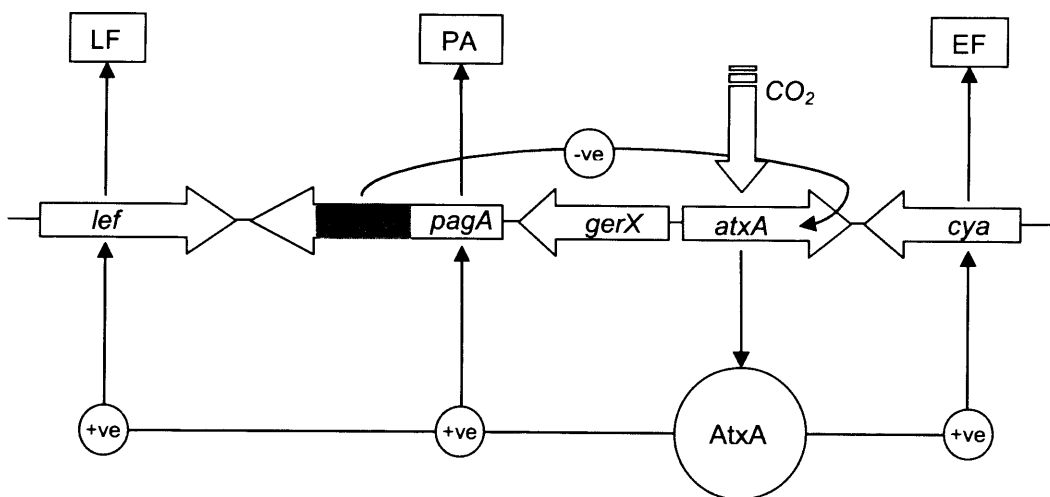 LF
PA
EF
CO₂
-ve
lef
pagA
gerX
atxA
cya
+ve
+ve
AtxA
+ve